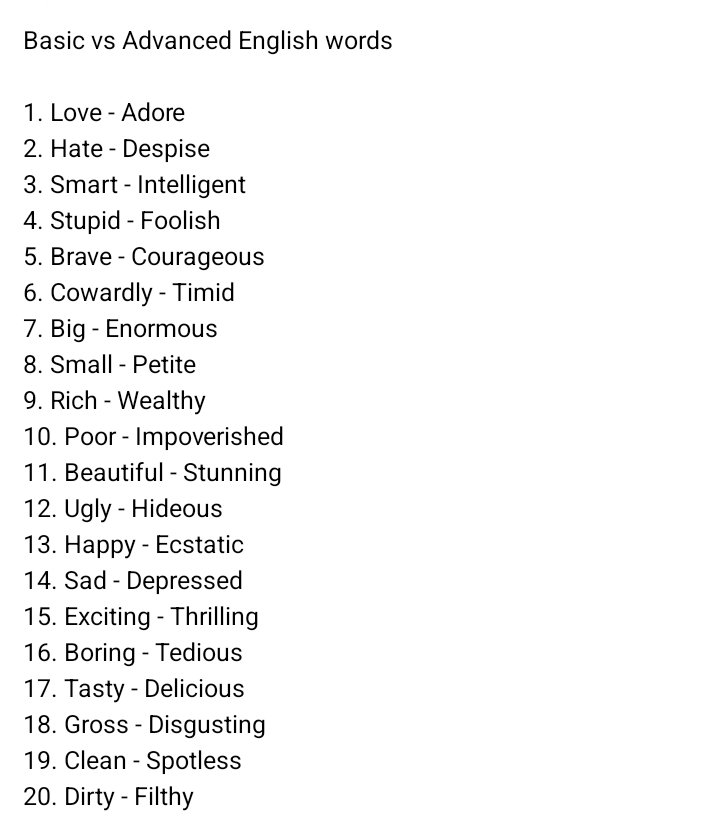 Basic vs Advanced English words
1. Love - Adore
2. Hate - Despise
3. Smart - Intelligent
4. Stupid - Foolish
5. Brave - Courageous
6. Cowardly - Timid
7. Big - Enormous
8. Small - Petite
9. Rich - Wealthy
10. Poor - Impoverished
11. Beautiful - Stunning
12. Ugly - Hideous
13. Happy - Ecstatic
14. Sad - Depressed
15. Exciting - Thrilling
16. Boring - Tedious
17. Tasty - Delicious
18. Gross - Disgusting
19. Clean - Spotless
20. Dirty - Filthy